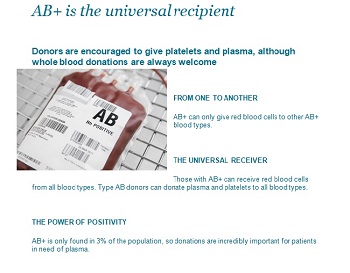 AB+ is the universal recipient
Donors are encouraged to give platelets and plasma, although
whole blood donations are always welcome
AB
Rh POSITIVE
FROM ONE TO ANOTHER
AB+ can only give red blood cells to other AB+
blood types.
THE UNIVERSAL RECEIVER
Those with AB+ can receive red blood cells
from all blood types. Type AB donors can donate plasma and platelets to all blood types.
THE POWER OF POSITIVITY
AB+ is only found in 3% of the population, so donations are incredibly important for patients
in need of plasma.